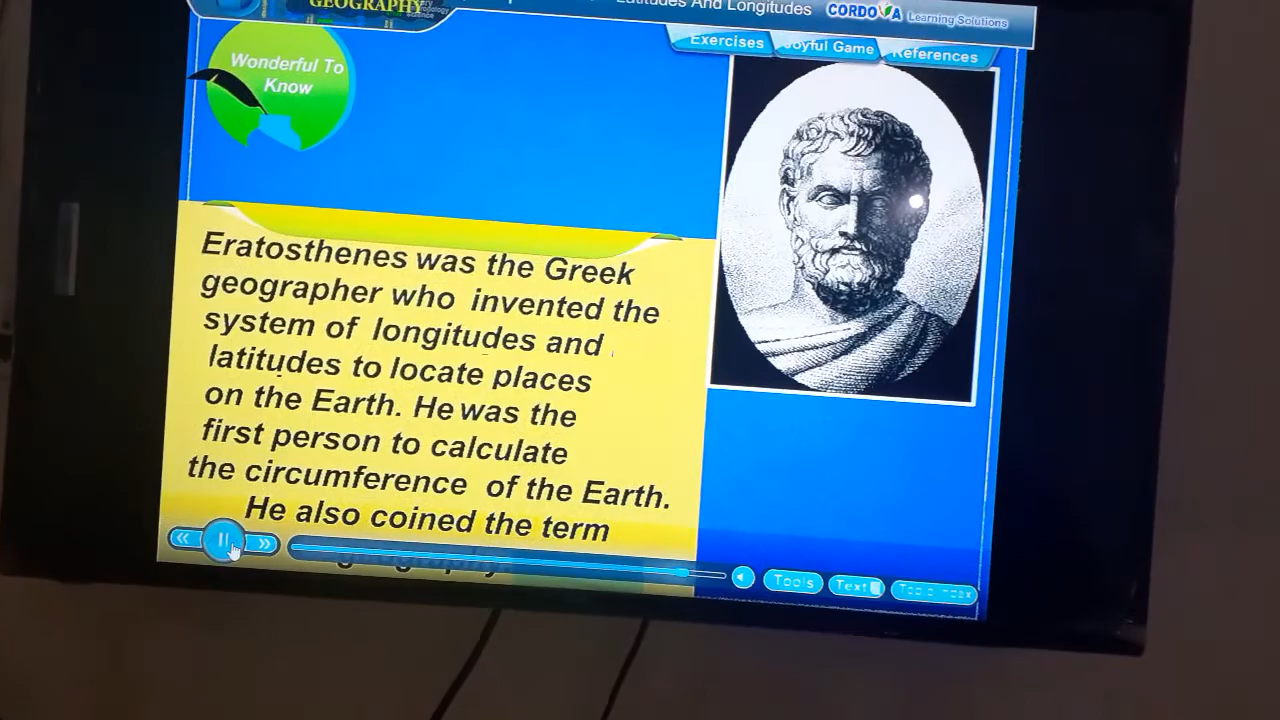 GEOGRAPHY
Latitudes And Longitudes
CORDOVA Learning Solutions
Exercises
Joyful Game
References
Wonderful To
Know
Eratosthenes was the Greek
geographer who invented the
system of longitudes and
latitudes to locate places
on the Earth. He was the
first person to calculate
the circumference of the Earth.
He also coined the term
geography.
Tools
Text
Topic Index